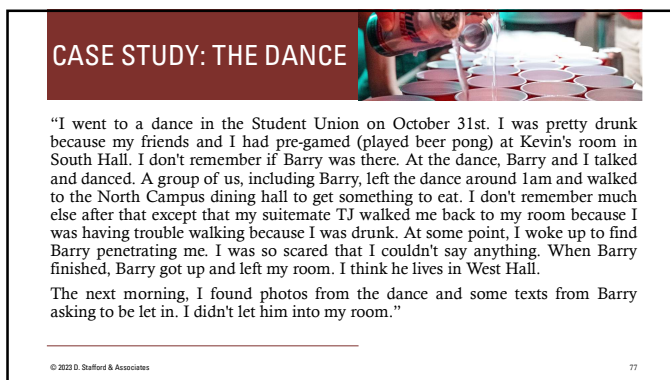 CASE STUDY: THE DANCE
“I went to a dance in the Student Union on October 31st. I was pretty drunk
because my friends and I had pre-gamed (played beer pong) at Kevin's room in
South Hall. I don't remember if Barry was there. At the dance, Barry and I talked
and danced. A group of us, including Barry, left the dance around 1am and walked
to the North Campus dining hall to get something to eat. I don't remember much
else after that except that my suitemate TJ walked me back to my room because I
was having trouble walking because I was drunk. At some point, I woke up to find
Barry penetrating me. I was so scared that I couldn't say anything. When Barry
finished, Barry got up and left my room. I think he lives in West Hall.
The next morning, I found photos from the dance and some texts from Barry
asking to be let in. I didn't let him into my room.”
© 2023 D. Stafford & Associates
77